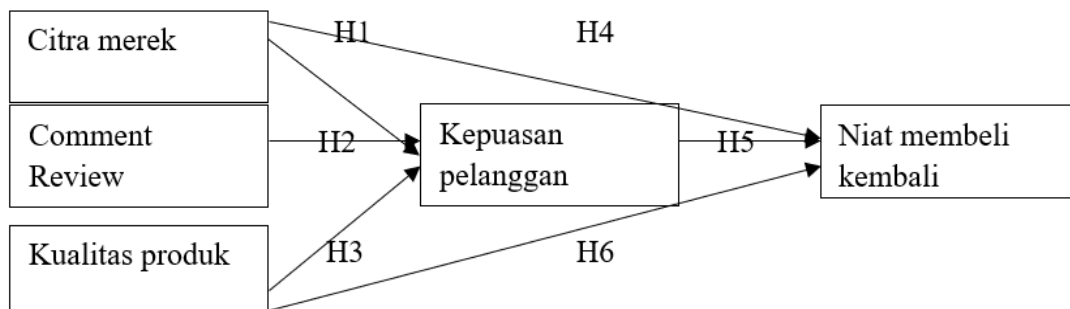 Citra merek
H1
H4
Comment
Review
H2
Kepuasan
pelanggan
H5
Niat membeli
kembali
Kualitas produk
H3
H6